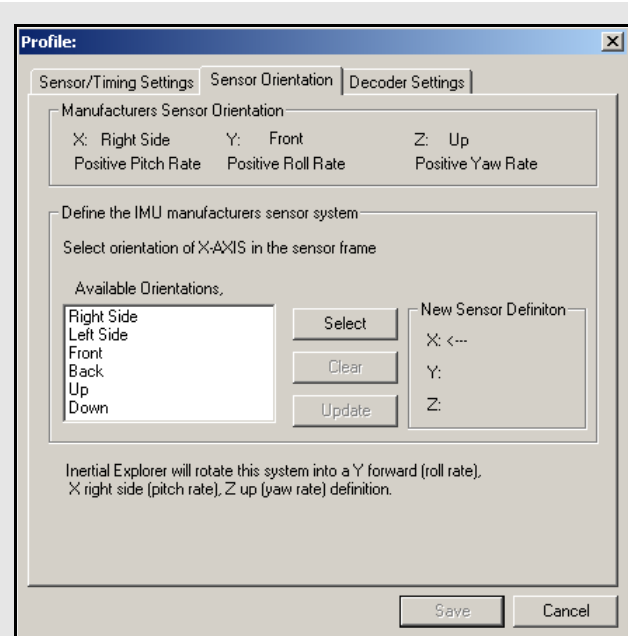 Profile:
Sensor/Timing Settings Sensor Orientation Decoder Settings
Manufacturers Sensor Orientation
X: Right Side Y: Front Z: Up
Positive Pitch Rate Positive Roll Rate Positive Yaw Rate
Define the IMU manufacturers sensor system
Select orientation of X-AXIS in the sensor frame
Available Orientations,
Right Side
Left Side
Front
Back
Up
Down
Select
Clear
Update
New Sensor Definiton
X: <---
Y:
Z:
Inertial Explorer will rotate this system into a Y forward (roll rate),
X right side (pitch rate), Z up (yaw rate) definition.
Save Cancel